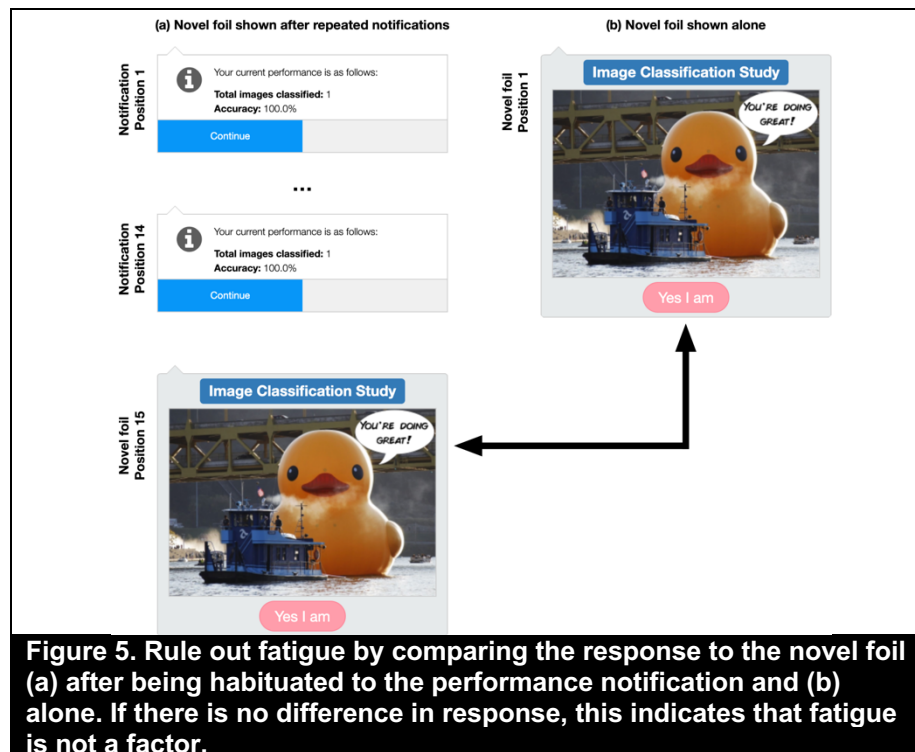 (a) Novel foil shown after repeated notifications
(b) Novel foil shown alone
Notification
Position 1
Your current performance is as follows:
Total images classified: 1
Accuracy: 100.0%
Continue
...
Notification
Position 14
Your current performance is as follows:
Total images classified: 1
Accuracy: 100.0%
Continue
Novel foil
Position 15
Image Classification Study
YOU'RE DOING
GREAT!
Yes I am
Novel foil
Position 1
Image Classification Study
YOU'RE DOING
GREAT!
Yes I am
Figure 5. Rule out fatigue by comparing the response to the novel foil
(a) after being habituated to the performance notification and (b)
alone. If there is no difference in response, this indicates that fatigue
is not a factor.